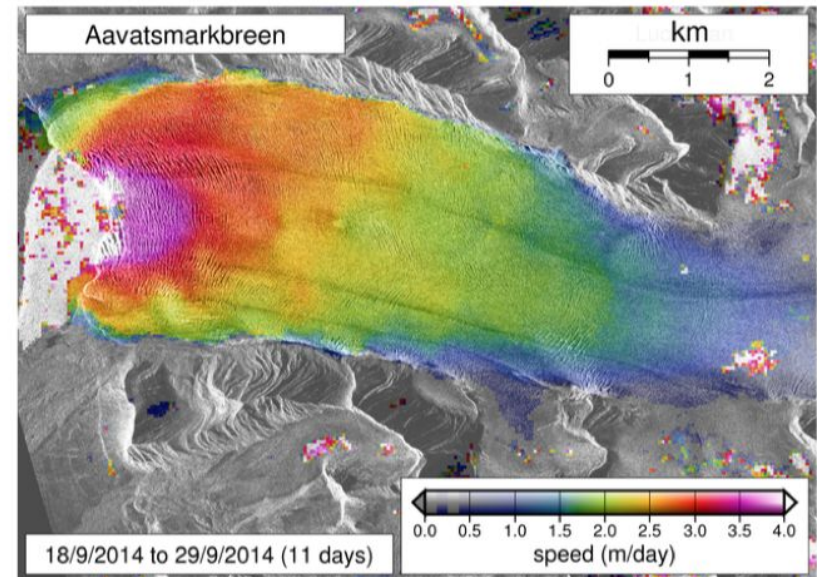 Aavatsmarkbreen
km
0 1 2
0.0 0.5 1.0 1.5 2.0 2.5 3.0 3.5 4.0
speed (m/day)
18/9/2014 to 29/9/2014 (11 days)